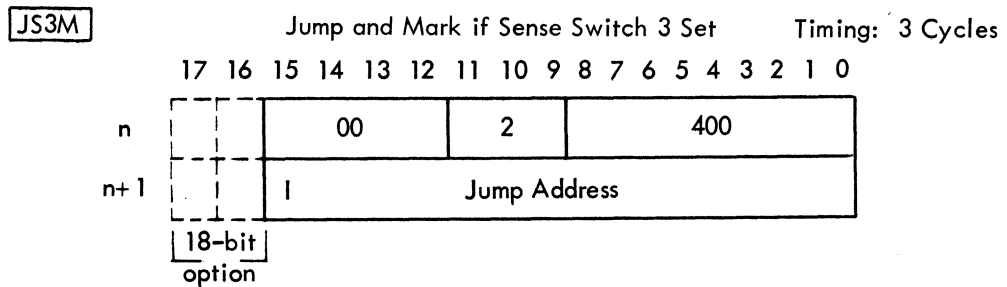 JS3M Jump and Mark if Sense Switch 3 Set Timing: 3 Cycles
17 16 15 14 13 12 11 10 9 8 7 6 5 4 3 2 1 0
n 00 2 400
n+1 I Jump Address
18-bit
option